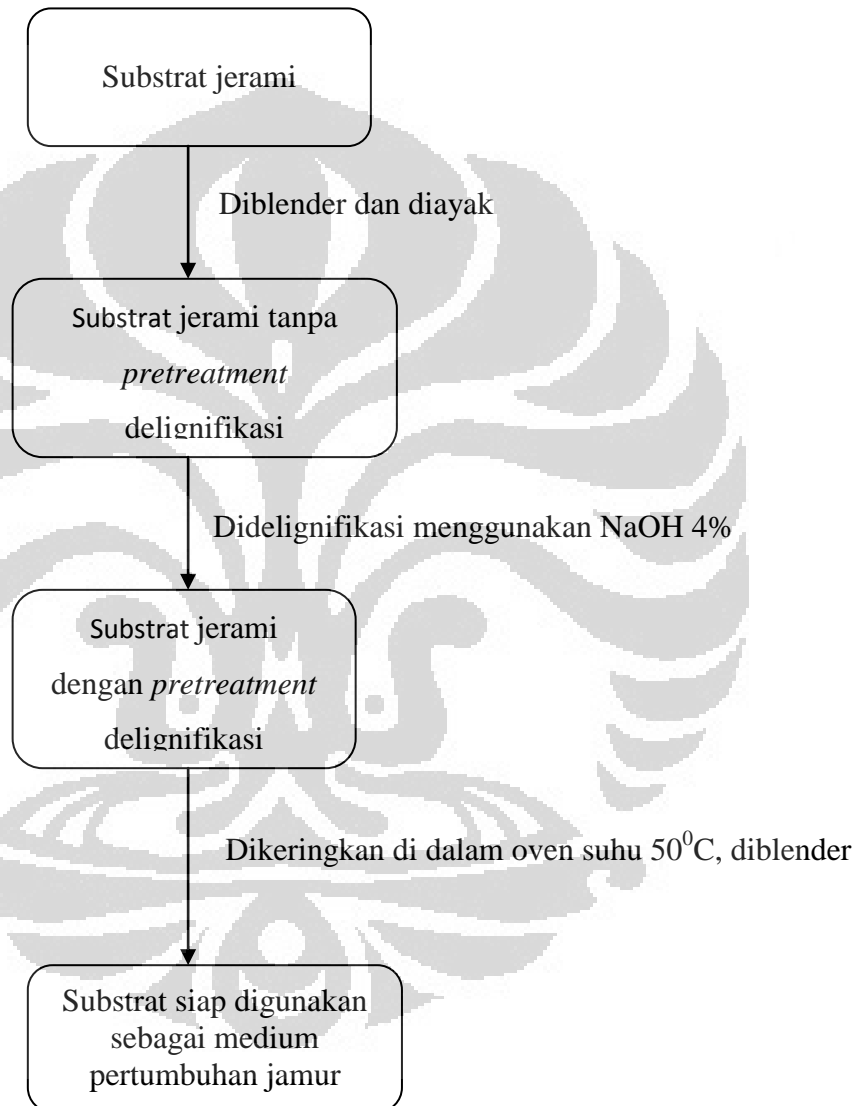 Substrat jerami
Diblender dan diayak
Substrat jerami tanpa
pretreatment
delignifikasi
Didelignifikasi menggunakan NaOH 4%
Substrat jerami
dengan pretreatment
delignifikasi
Dikeringkan di dalam oven suhu 50⁰C, diblender
Substrat siap digunakan
sebagai medium
pertumbuhan jamur